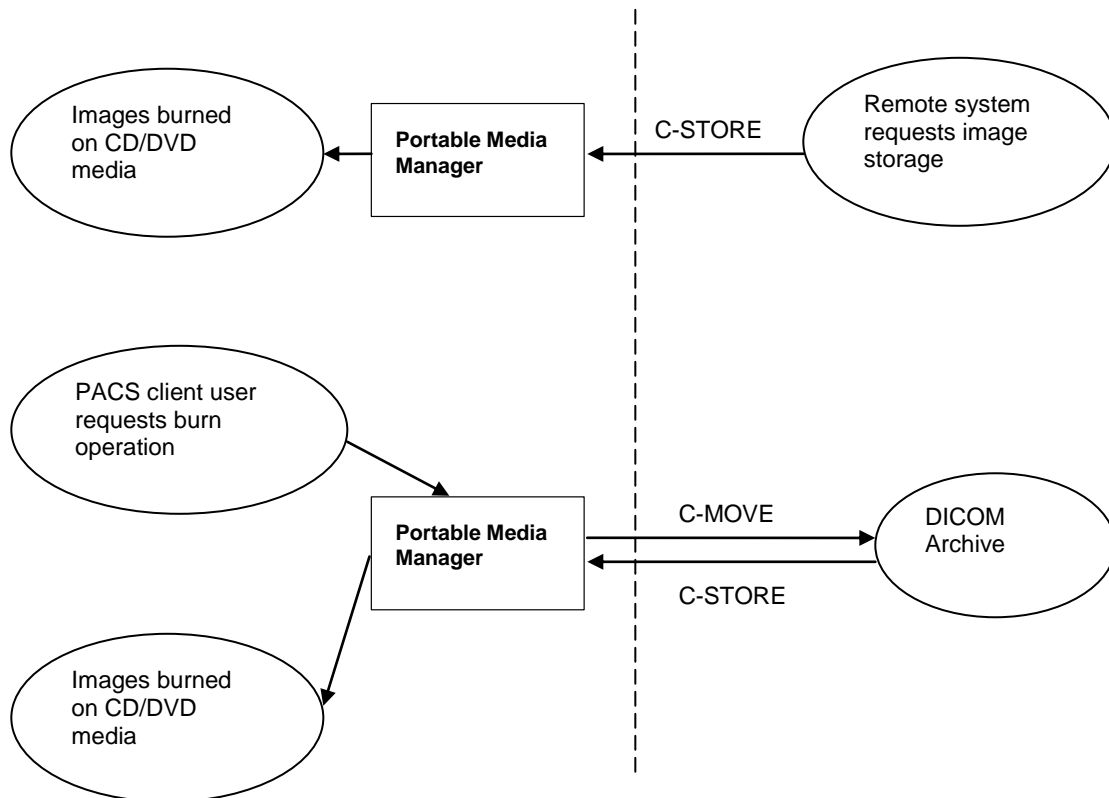 Images burned
on CD/DVD
media
Portable Media
Manager
C-STORE
Remote system
requests image
storage
PACS client user
requests burn
operation
Portable Media
Manager
C-MOVE
C-STORE
DICOM
Archive
Images burned
on CD/DVD
media